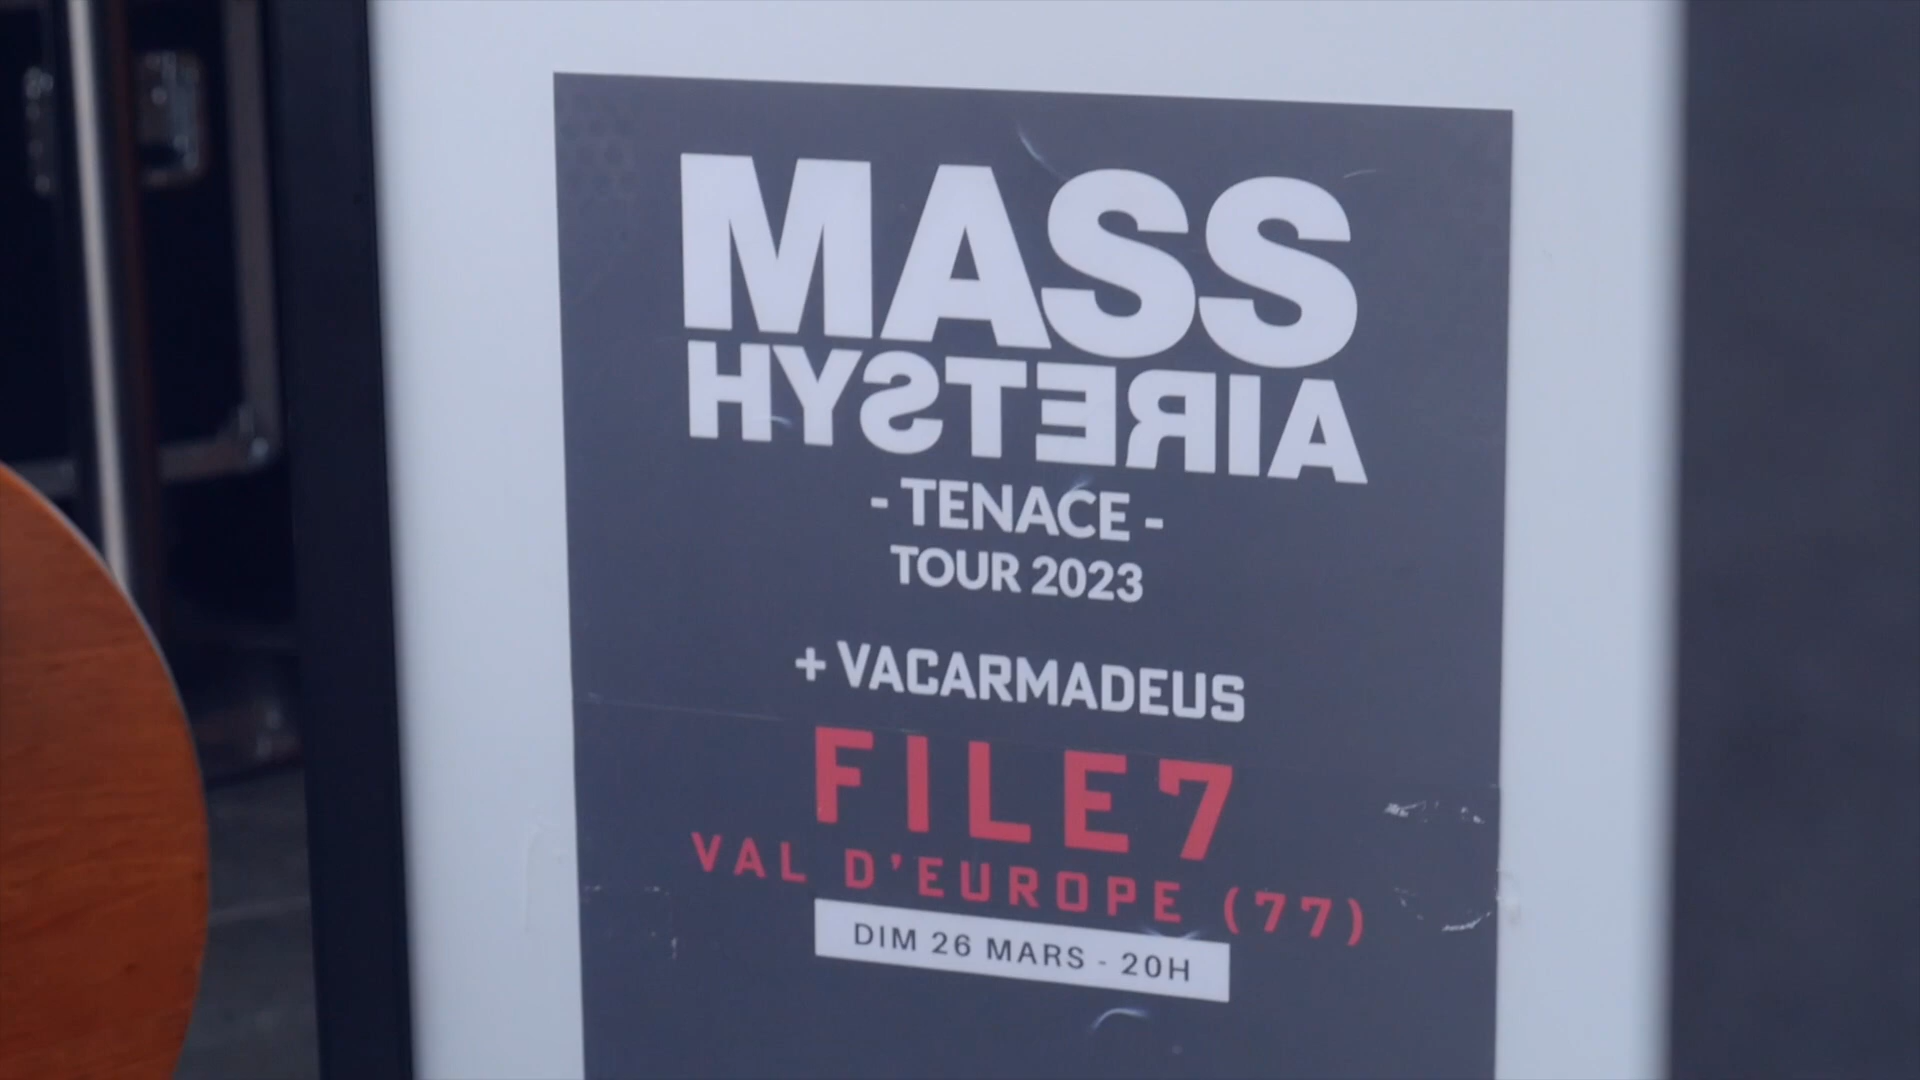 MASS
HYSTERIA
- TENACE -
TOUR 2023
+ VACARMADEUS
FILE7
VAL D'EUROPE (77)
DIM 26 MARS - 20H